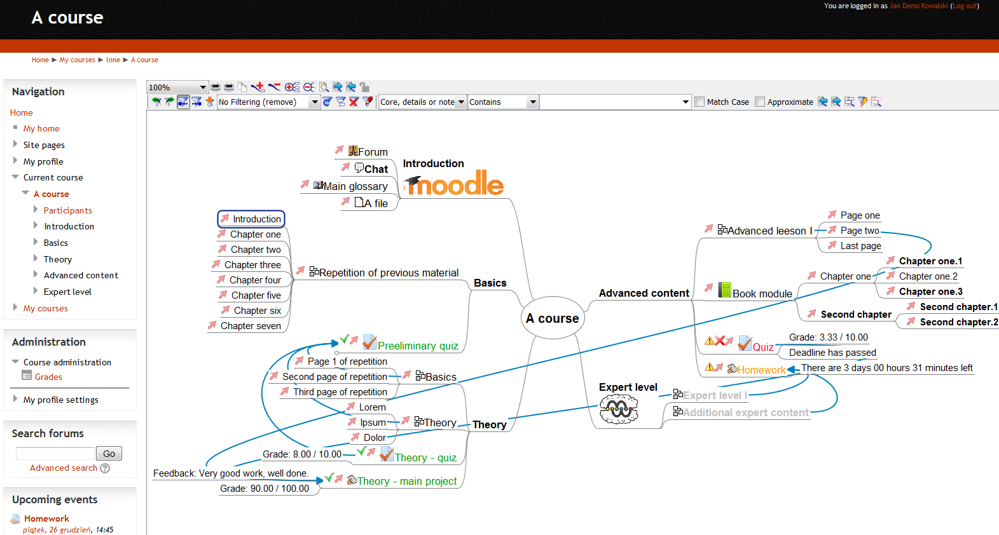 A course
You are logged in as Jan Demo Kowalski (Log out)
Home ► My courses ► Inne ► A course
Navigation
Home
My home
Site pages
My profile
Current course
A course
Participants
Introduction
Basics
Theory
Advanced content
Expert level
My courses
Administration
Course administration
Grades
My profile settings
Search forums
Go
Advanced search
Upcoming events
Homework
piątek, 26 grudzień, 14:45
100%
No Filtering (remove)
Core, details or note
Contains
Match Case
Approximate
Forum
Chat
Main glossary
A file
Introduction
moodle
Introduction
Chapter one
Chapter two
Chapter three
Chapter four
Chapter five
Chapter six
Chapter seven
Repetition of previous material
Basics
Preeliminary quiz
Page 1 of repetition
Second page of repetition
Third page of repetition
Basics
Lorem
Ipsum
Dolor
Theory
Theory
Grade: 8.00 / 10.00
Theory - quiz
Feedback: Very good work, well done.
Grade: 90.00 / 100.00
Theory - main project
A course
Advanced content
Advanced leeson I
Page one
Page two
Last page
Book module
Chapter one
Chapter one.1
Chapter one.2
Chapter one.3
Second chapter
Second chapter.1
Second chapter.2
Quiz
Grade: 3.33 / 10.00
Deadline has passed
Homework
There are 3 days 00 hours 31 minutes left
Expert level
Expert level I
Additional expert content